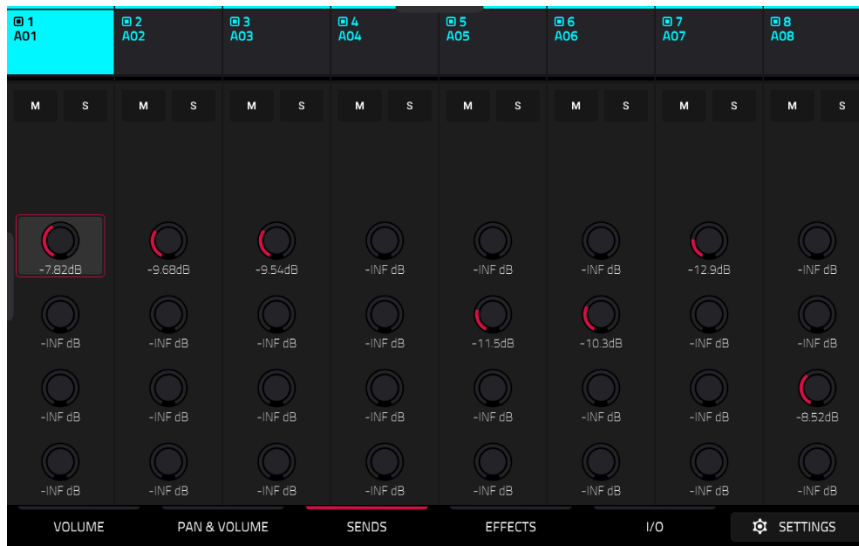 1 2 3 4 5 6 7 8
A01 A02 A03 A04 A05 A06 A07 A08
M S M S M S M S M S M S M S M S
-7.82dB -9.68dB -9.54dB -INF dB -INF dB -INF dB -12.9dB -INF dB
-INF dB -INF dB -INF dB -INF dB -11.5dB -10.3dB -INF dB -INF dB
-INF dB -INF dB -INF dB -INF dB -INF dB -INF dB -INF dB -8.52dB
-INF dB -INF dB -INF dB -INF dB -INF dB -INF dB -INF dB -INF dB
VOLUME PAN & VOLUME SENDS EFFECTS I/O SETTINGS